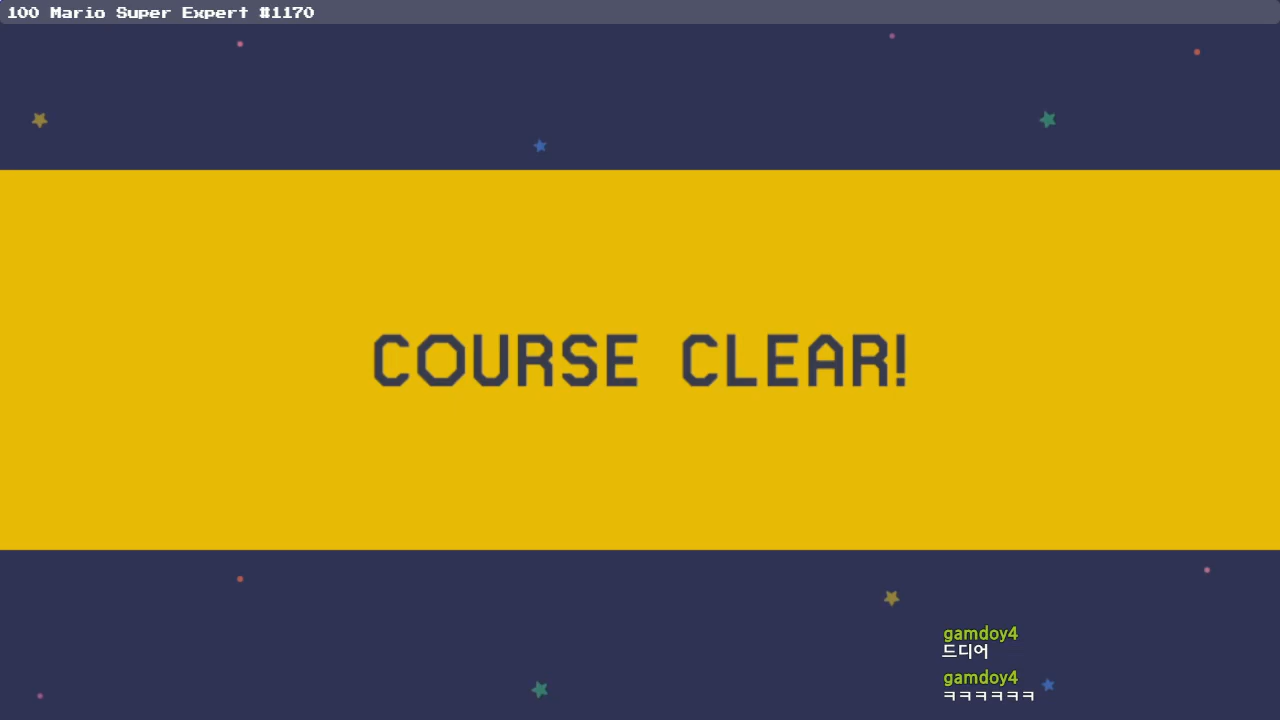 100 Mario Super Expert #1170
COURSE CLEAR!
gamdoy4
드디어
gamdoy4
ㅋㅋㅋㅋㅋㅋ